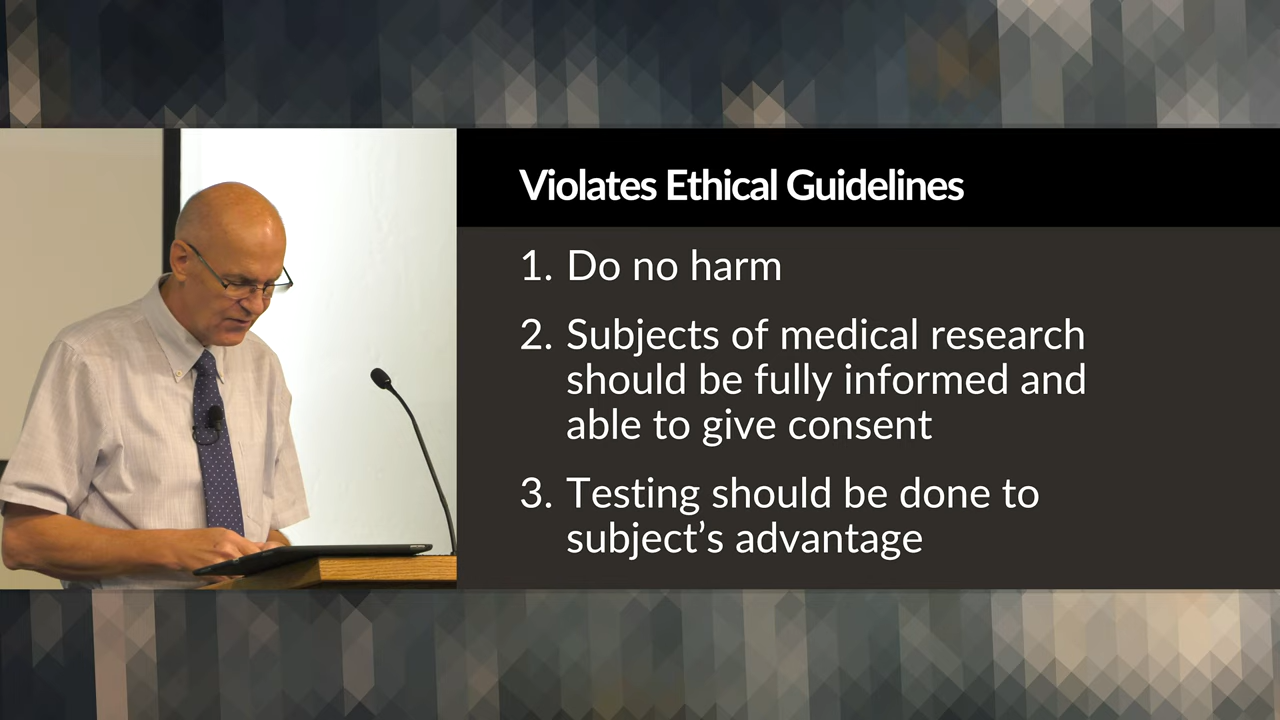 Violates Ethical Guidelines
1. Do no harm
2. Subjects of medical research
should be fully informed and
able to give consent
3. Testing should be done to
subject’s advantage